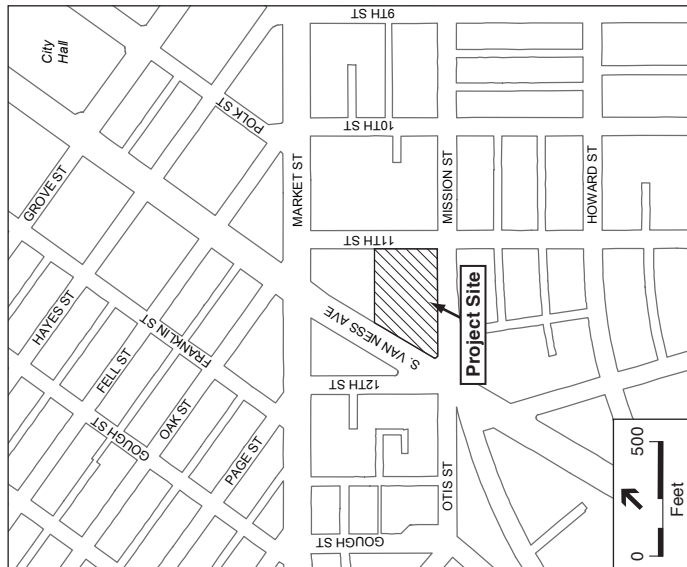 9TH ST
City
Hall
POLK ST
10TH ST
GROVE ST
MARKET ST
MISSION ST
HOWARD ST
11TH ST
HAYES ST
FRANKLIN ST
S. VAN NESS AVE
Project Site
FELL ST
12TH ST
OAK ST
GOUGH ST
PAGE ST
OTIS ST
GOUGH ST
0
500
Feet